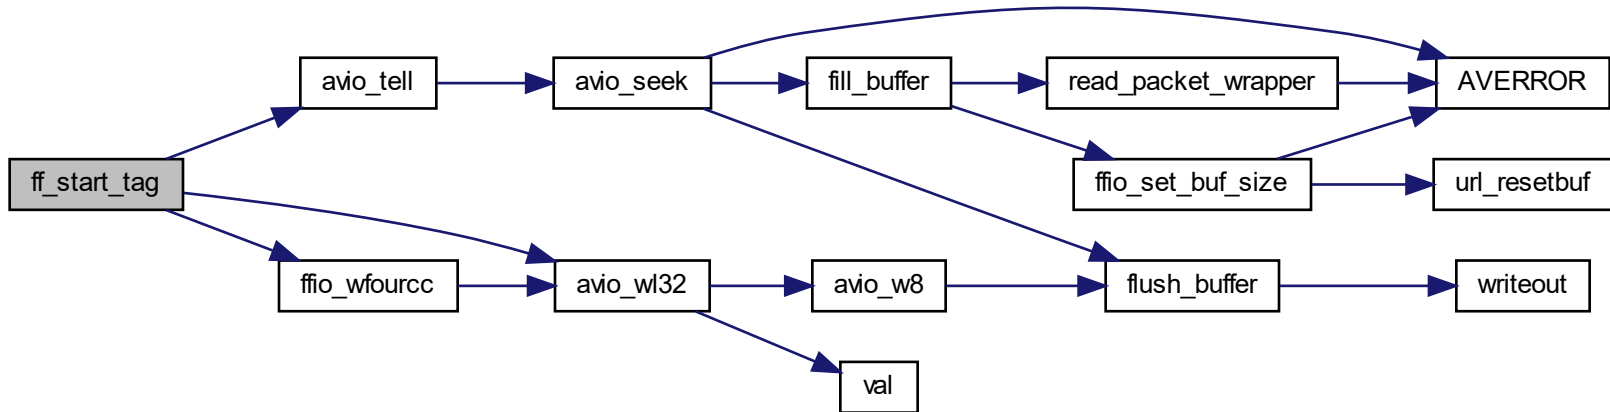 avio_tell
avio_seek
fill_buffer
read_packet_wrapper
AVERROR
ff_start_tag
ffio_set_buf_size
url_resetbuf
ffio_wfourcc
avio_wl32
avio_w8
flush_buffer
writeout
val